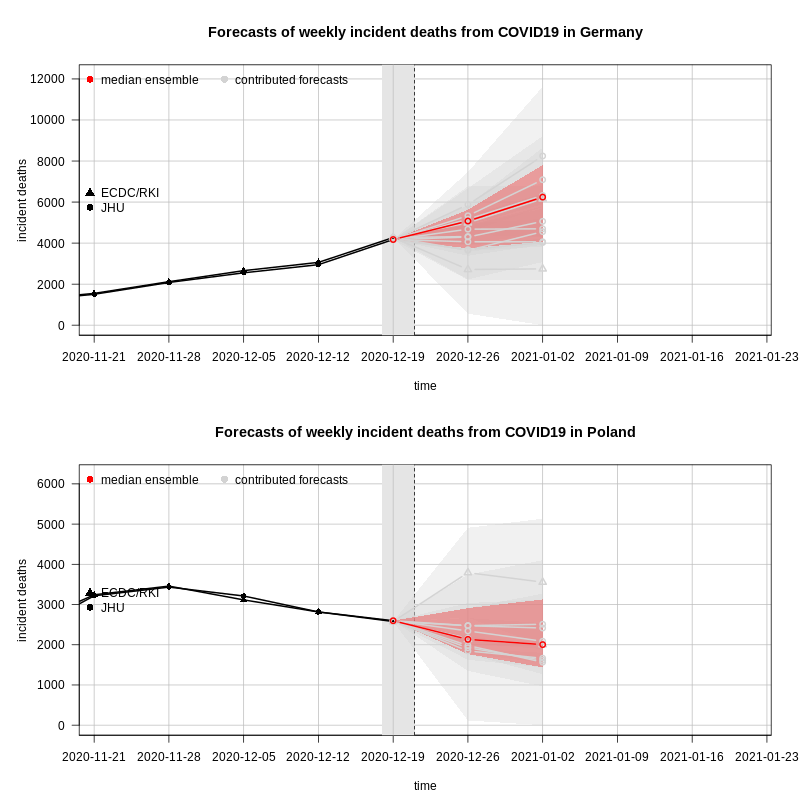 Forecasts of weekly incident deaths from COVID19 in Germany
12000
10000
8000
6000
4000
2000
0
incident deaths
median ensemble
contributed forecasts
ECDC/RKI
JHU
2020-11-21 2020-11-28 2020-12-05 2020-12-12 2020-12-19 2020-12-26 2021-01-02 2021-01-09 2021-01-16 2021-01-23
time
Forecasts of weekly incident deaths from COVID19 in Poland
6000
5000
4000
3000
2000
1000
0
incident deaths
median ensemble
contributed forecasts
ECDC/RKI
JHU
2020-11-21 2020-11-28 2020-12-05 2020-12-12 2020-12-19 2020-12-26 2021-01-02 2021-01-09 2021-01-16 2021-01-23
time